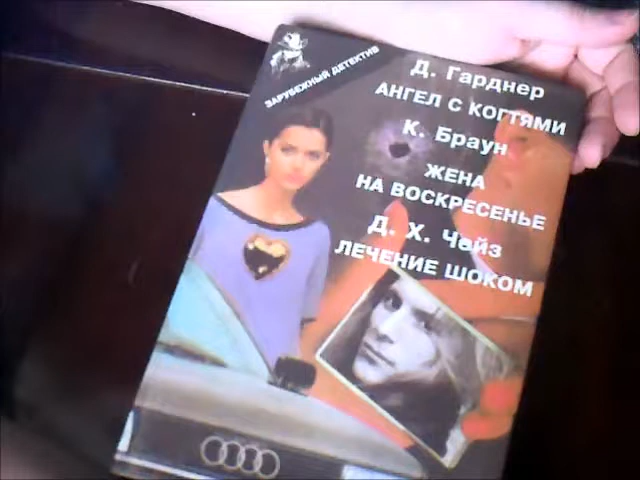 ЗАРУБЕЖНЫЙ ДЕТЕКТИВ
Д. Гарднер
АНГЕЛ С КОГТЯМИ
К. Браун
ЖЕНА
НА ВОСКРЕСЕНЬЕ
Д. Х. Чейз
ЛЕЧЕНИЕ ШОКОМ